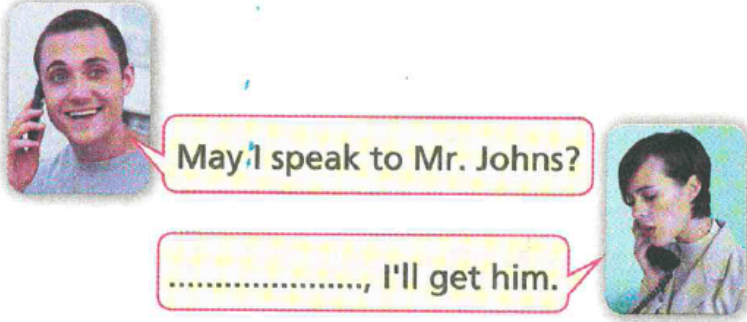 May I speak to Mr. Johns?
......................, I'll get him.